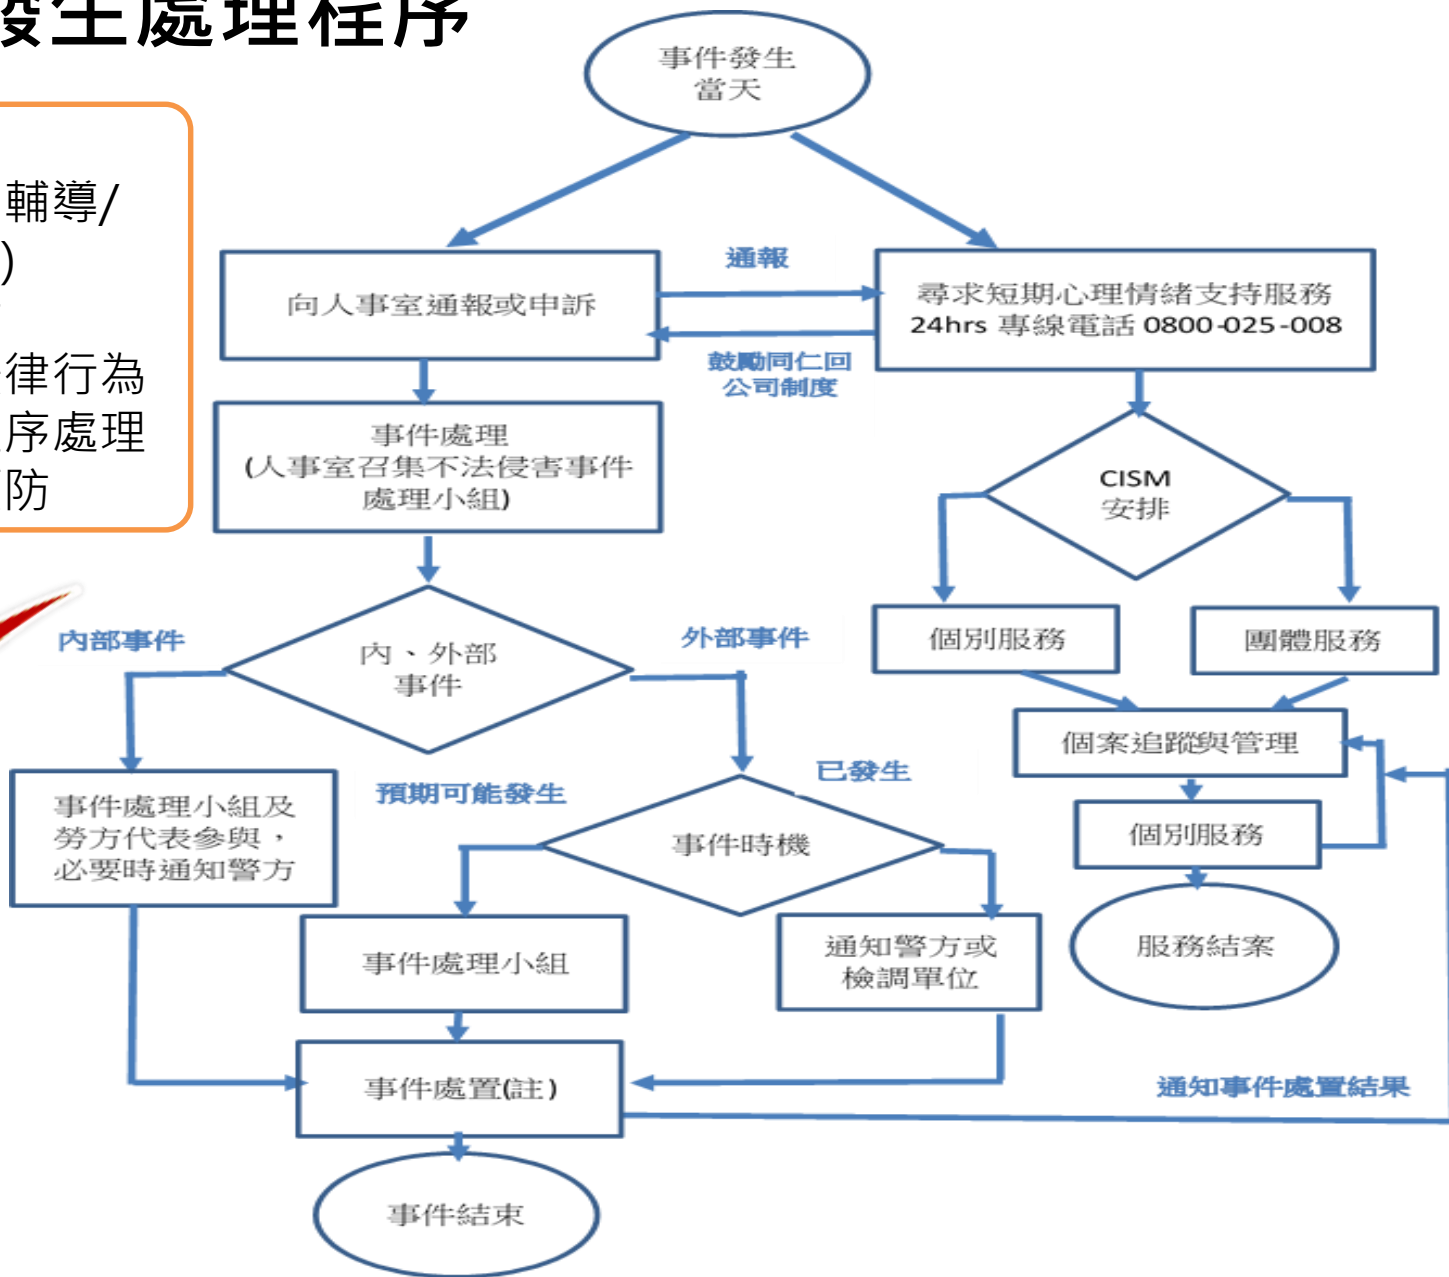 發生處理程序
事件發生
當天
輔導/
)
律行為
序處理
防
通報
向人事室通報或申訴
尋求短期心理情緒支持服務
24hrs 專線電話 0800-025-008
鼓勵同仁回
公司制度
事件處理
(人事室召集不法侵害事件
處理小組)
CISM
安排
內部事件
內、外部
事件
外部事件
個別服務
團體服務
個案追蹤與管理
個別服務
服務結案
事件處理小組及
勞方代表參與，
必要時通知警方
預期可能發生
已發生
事件時機
事件處理小組
通知警方或
檢調單位
事件處置(註)
通知事件處置結果
事件結束